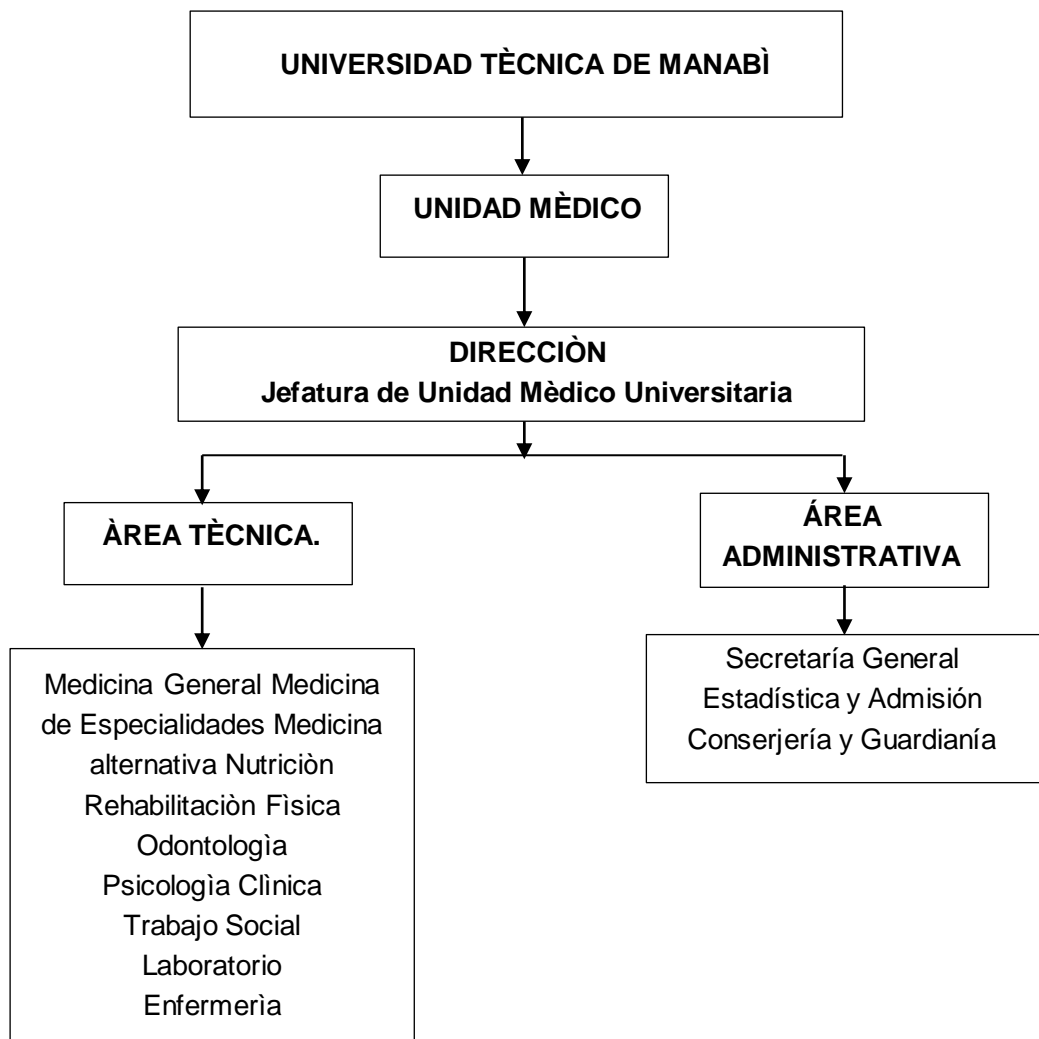 UNIVERSIDAD TÈCNICA DE MANABÌ
UNIDAD MÈDICO
DIRECCIÒN
Jefatura de Unidad Mèdico Universitaria
ÀREA TÈCNICA.
ÁREA
ADMINISTRATIVA
Medicina General Medicina
de Especialidades Medicina
alternativa Nutriciòn
Rehabilitaciòn Fìsica
Odontologìa
Psicologìa Clìnica
Trabajo Social
Laboratorio
Enfermerìa
Secretaría General
Estadística y Admisión
Conserjería y Guardianía